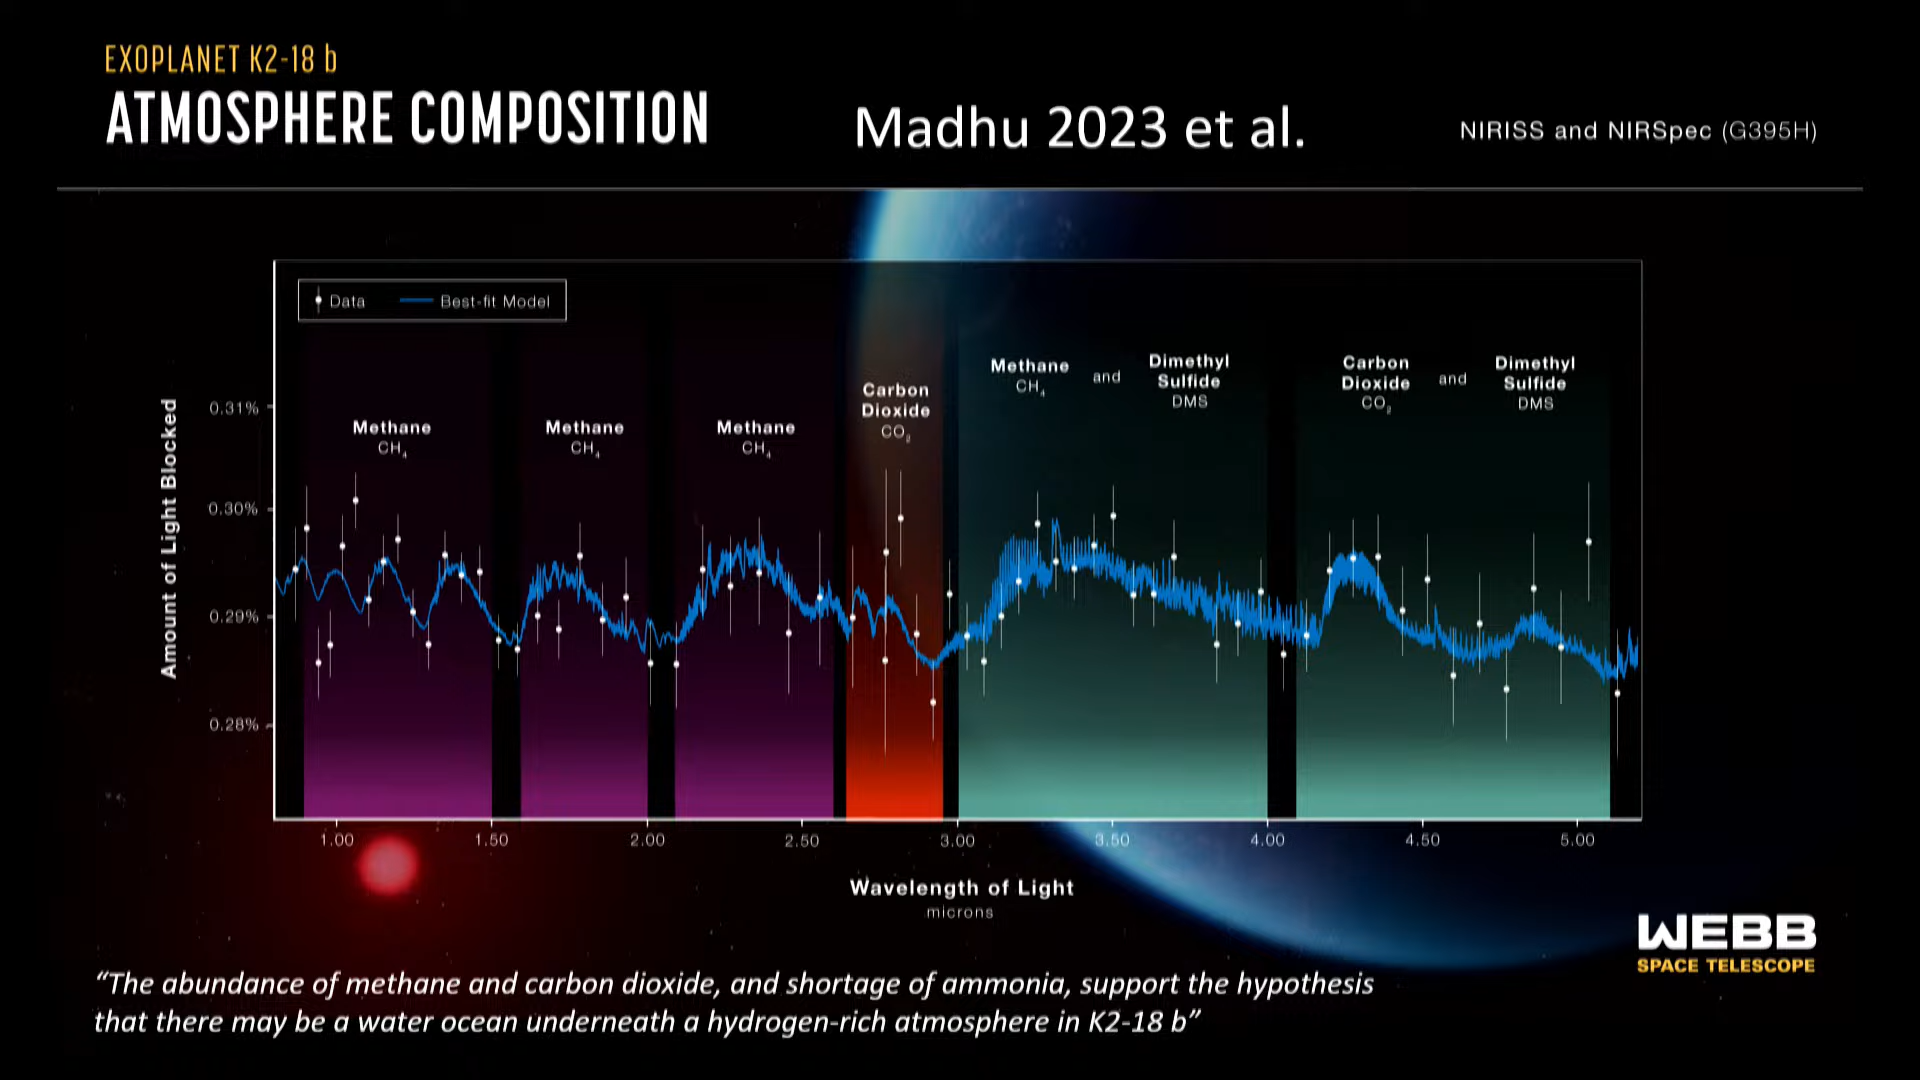 EXOPLANET K2-18 b
ATMOSPHERE COMPOSITION
Madhu 2023 et al.
NIRISS and NIRSpec (G395H)
Data
Best-fit Model
Amount of Light Blocked
0.31%
0.30%
0.29%
0.28%
Methane
CH₄
Methane
CH₄
Methane
CH₄
Carbon
Dioxide
CO₂
Methane
CH₄
and
Dimethyl
Sulfide
DMS
Carbon
Dioxide
CO₂
and
Dimethyl
Sulfide
DMS
1.00 1.50 2.00 2.50 3.00 3.50 4.00 4.50 5.00
Wavelength of Light
microns
WEBB
SPACE TELESCOPE
“The abundance of methane and carbon dioxide, and shortage of ammonia, support the hypothesis
that there may be a water ocean underneath a hydrogen-rich atmosphere in K2-18 b”